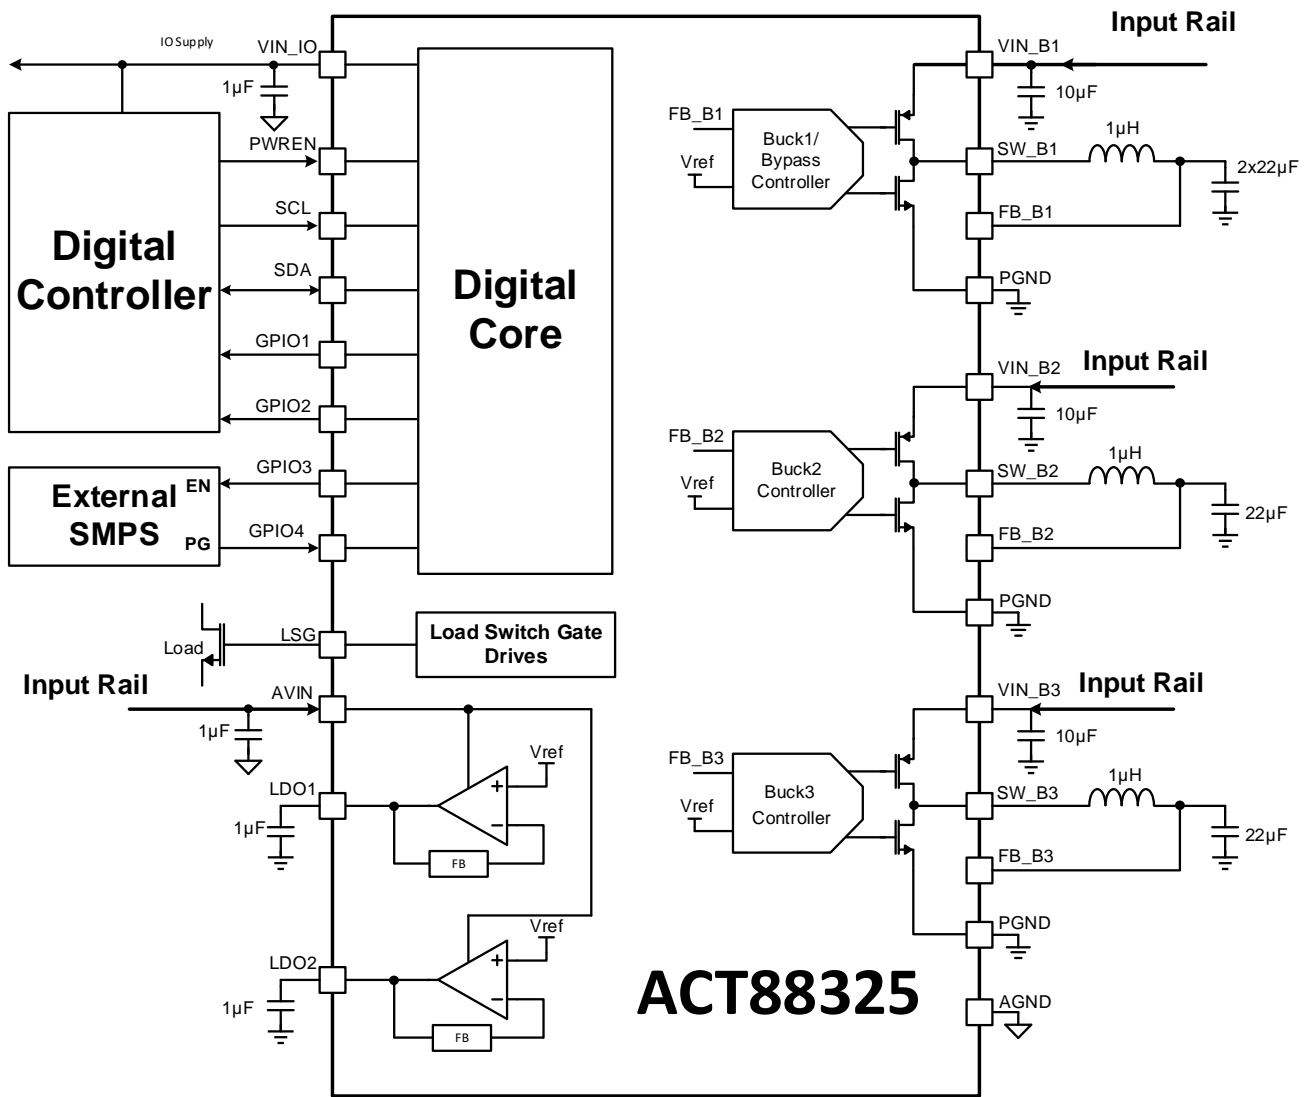 Input Rail
IO Supply
VIN_IO
VIN_B1
1µF
10µF
FB_B1
Buck1/
Bypass
Controller
Vref
1µH
SW_B1
2x22µF
FB_B1
PGND
PWREN
SCL
SDA
GPIO1
GPIO2
GPIO3
GPIO4
Digital
Controller
Digital
Core
External
SMPS
EN
PG
Input Rail
VIN_B2
10µF
FB_B2
Buck2
Controller
Vref
1µH
SW_B2
22µF
FB_B2
PGND
Load
LSG
Load Switch Gate
Drives
Input Rail
AVIN
1µF
LDO1
1µF
Vref
+
−
FB
LDO2
1µF
Vref
+
−
FB
Input Rail
VIN_B3
10µF
FB_B3
Buck3
Controller
Vref
1µH
SW_B3
22µF
FB_B3
PGND
AGND
ACT88325